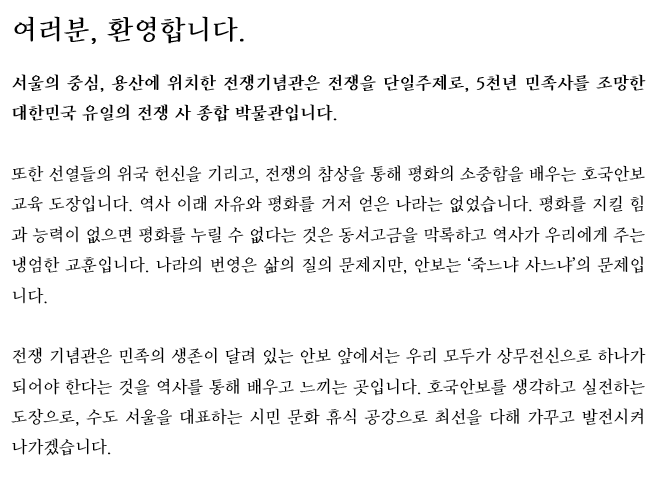 여러분, 환영합니다.
서울의 중심, 용산에 위치한 전쟁기념관은 전쟁을 단일주제로, 5천년 민족사를 조망한
대한민국 유일의 전쟁 사 종합 박물관입니다.
또한 선열들의 위국 헌신을 기리고, 전쟁의 참상을 통해 평화의 소중함을 배우는 호국안보
교육 도장입니다. 역사 이래 자유와 평화를 거저 얻은 나라는 없었습니다. 평화를 지킬 힘
과 능력이 없으면 평화를 누릴 수 없다는 것은 동서고금을 막록하고 역사가 우리에게 주는
냉엄한 교훈입니다. 나라의 번영은 삶의 질의 문제지만, 안보는 ‘죽느냐 사느냐’의 문제입
니다.
전쟁 기념관은 민족의 생존이 달려 있는 안보 앞에서는 우리 모두가 상무전신으로 하나가
되어야 한다는 것을 역사를 통해 배우고 느끼는 곳입니다. 호국안보를 생각하고 실전하는
도장으로, 수도 서울을 대표하는 시민 문화 휴식 공강으로 최선을 다해 가꾸고 발전시켜
나가겠습니다.